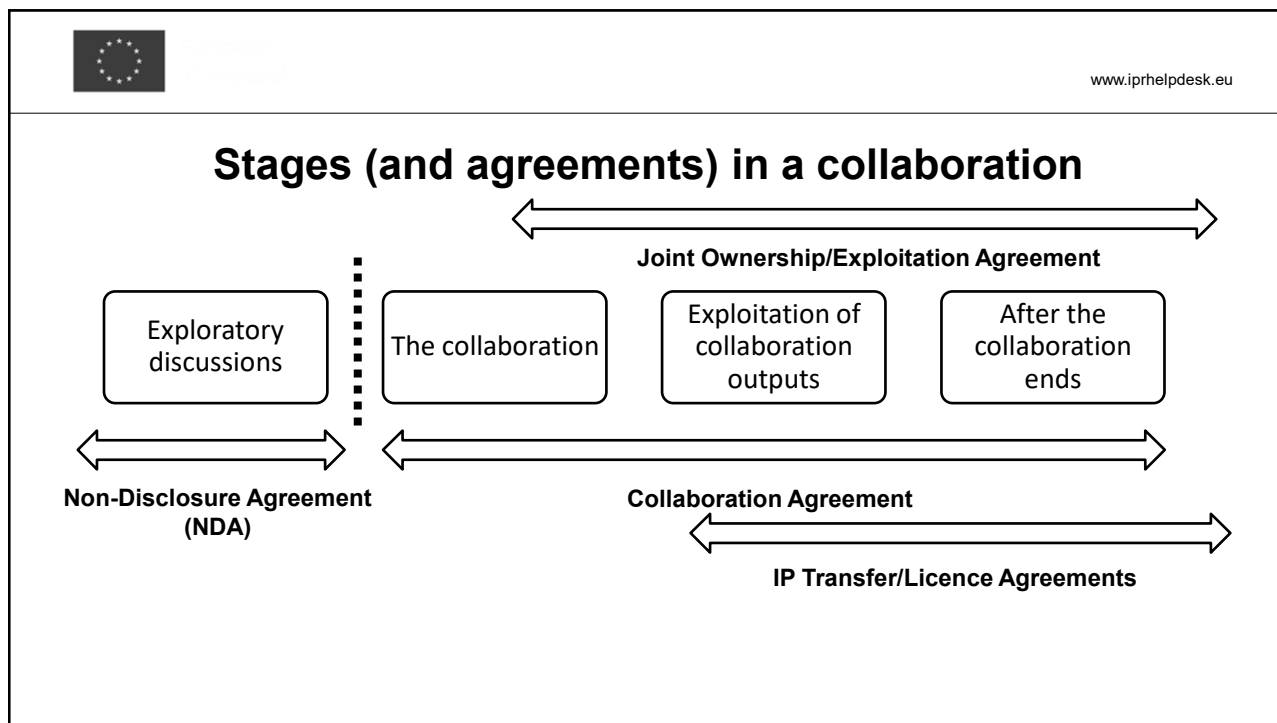 www.iprhelpdesk.eu
Stages (and agreements) in a collaboration
Joint Ownership/Exploitation Agreement
Exploratory
discussions
The collaboration
Exploitation of
collaboration
outputs
After the
collaboration
ends
Non-Disclosure Agreement
(NDA)
Collaboration Agreement
IP Transfer/Licence Agreements